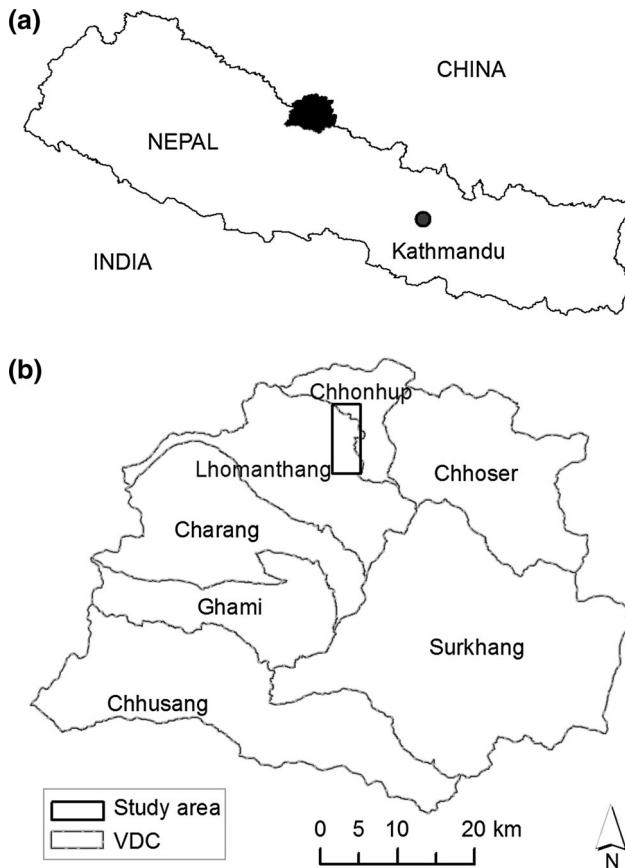 (a)
CHINA
NEPAL
Kathmandu
INDIA
(b)
Chhonhup
Lhomanthang
Chhoser
Charang
Ghami
Surkhang
Chhusang
Study area
VDC
0 5 10 20 km
N